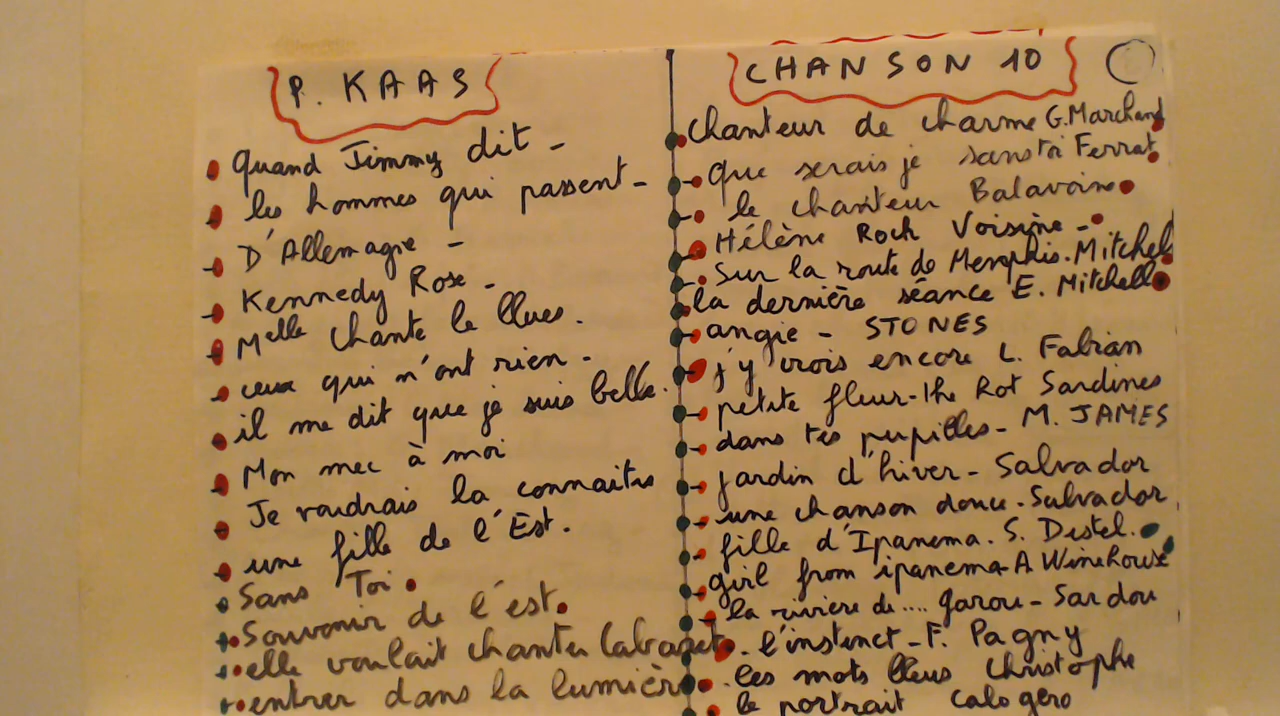 P. KAAS
Quand Jimmy dit -
les hommes qui passent -
D'Allemagne -
Kennedy Rose -
Melle Chante le blues.
ceux qui n'ont rien -
il me dit que je suis belle.
Mon mec à moi
Je voudrais la connaitre
une fille de l'Est.
Sans Toi
Souvenir de l'est
elle voulait chanter Cabaret
entrer dans la lumière
CHANSON 10
Chanteur de charme G. Marchand
que serais je sans toi Ferrat
le chanteur Balavoine
Hélène Roch Voisine -
Sur la route de Memphis. Mitchel
la dernière séance E. Mitchell
angie - STONES
j'y crois encore L. Fabian
petite fleur - the Rot Sardines
dans tes pupilles - M. JAMES
jardin d'hiver - Salvador
une chanson douce. Salvador
fille d'Ipanema. S. Distel.
girl from ipanema - A Winehouse
la rivière de .... Garou - Sardou
l'instinct - F. Pagny
les mots bleus Christophe
le portrait Calogero